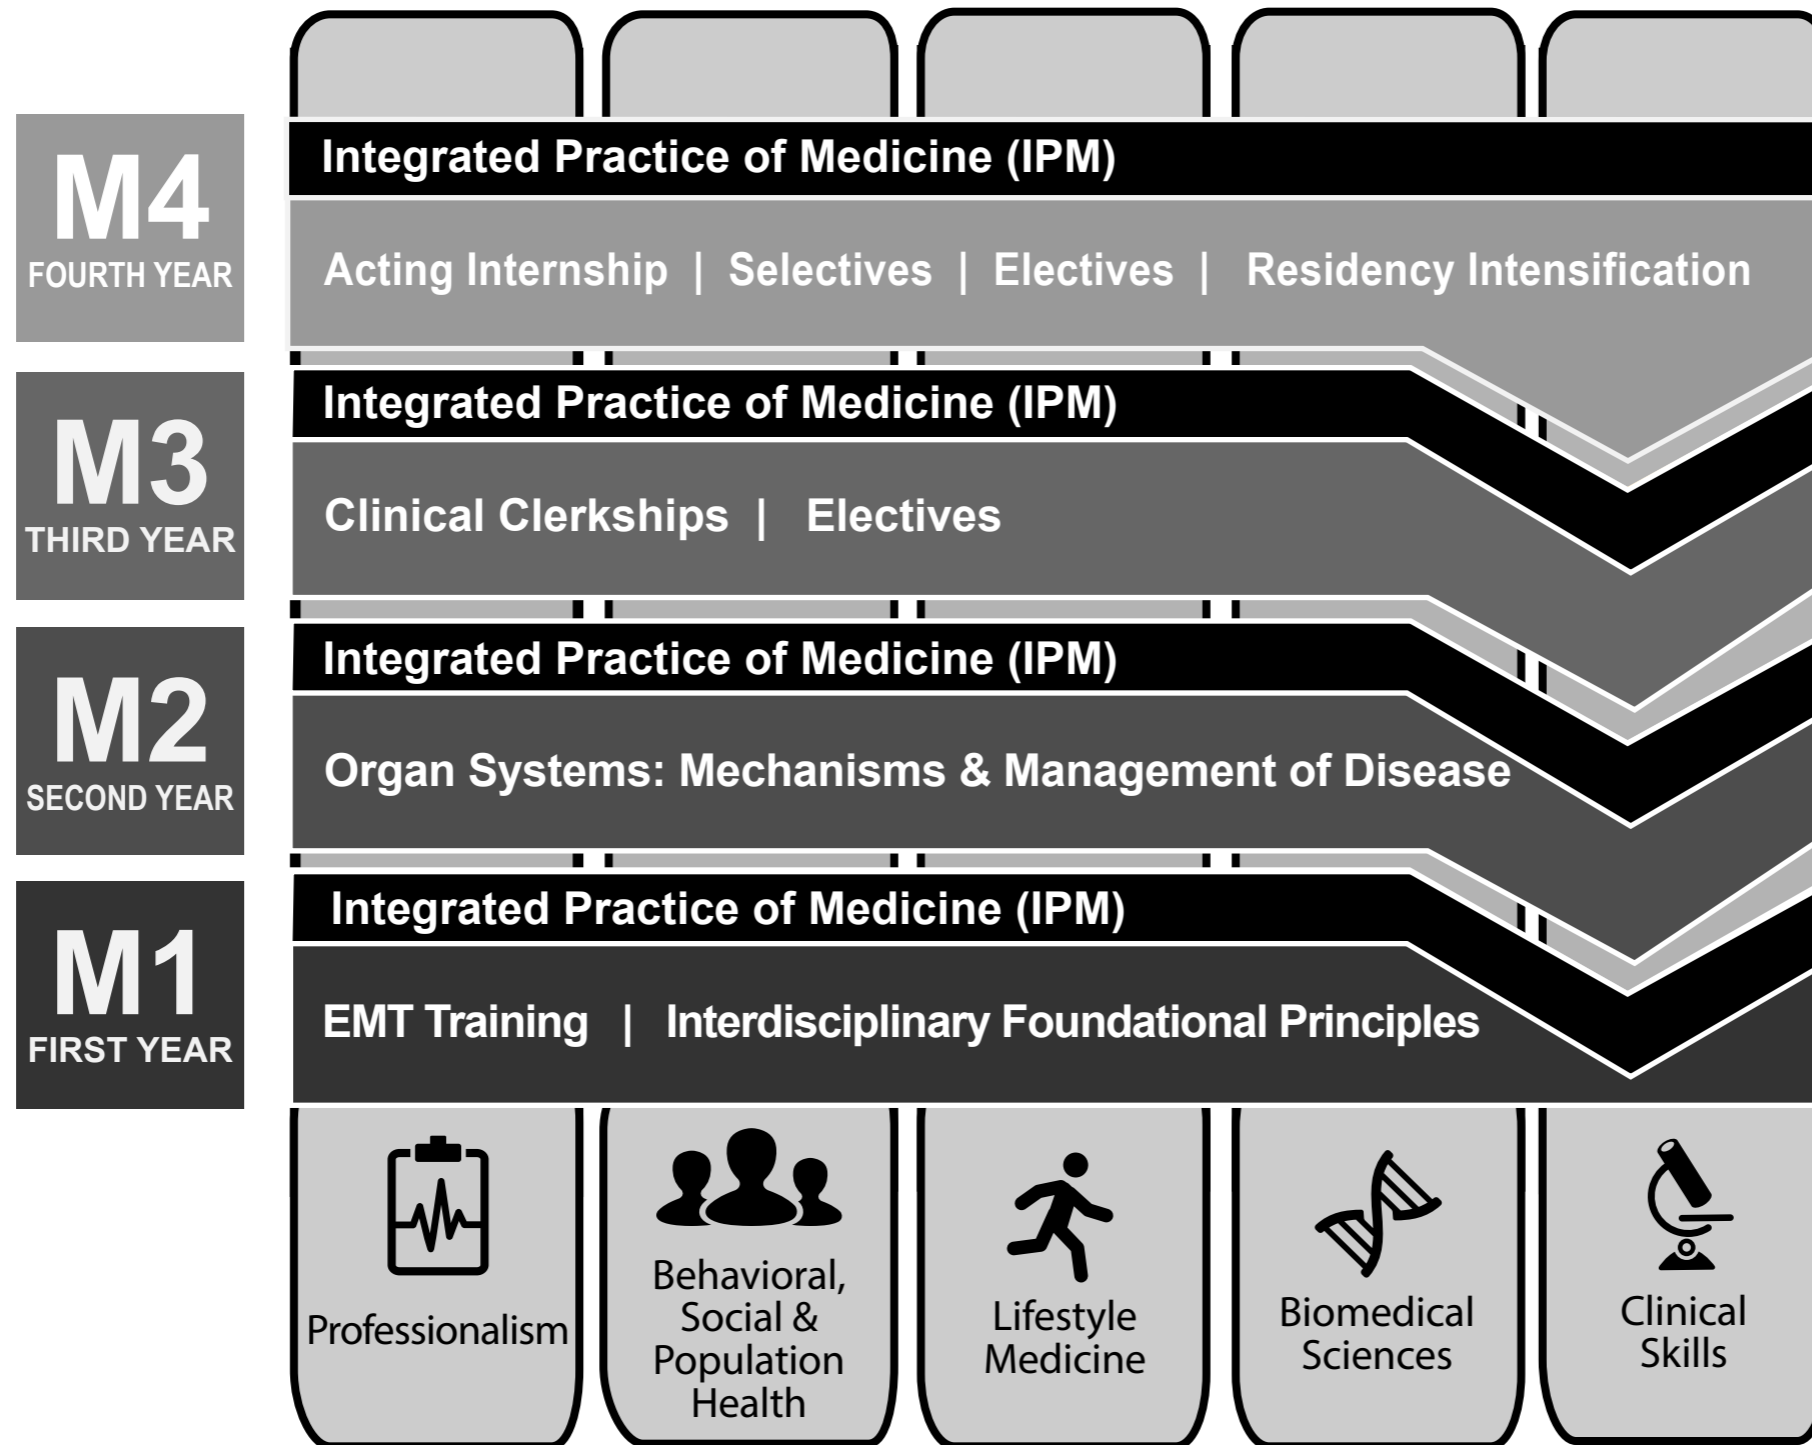 M4
FOURTH YEAR
Integrated Practice of Medicine (IPM)
Acting Internship | Selectives | Electives | Residency Intensification
M3
THIRD YEAR
Integrated Practice of Medicine (IPM)
Clinical Clerkships | Electives
M2
SECOND YEAR
Integrated Practice of Medicine (IPM)
Organ Systems: Mechanisms & Management of Disease
M1
FIRST YEAR
Integrated Practice of Medicine (IPM)
EMT Training | Interdisciplinary Foundational Principles
Professionalism
Behavioral,
Social &
Population
Health
Lifestyle
Medicine
Biomedical
Sciences
Clinical
Skills